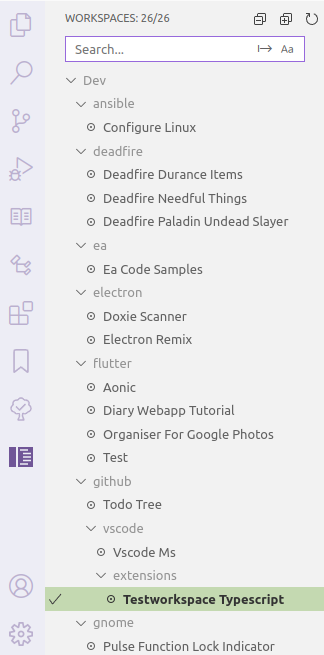 WORKSPACES: 26/26
Search...
Aa
Dev
ansible
Configure Linux
deadfire
Deadfire Durance Items
Deadfire Needful Things
Deadfire Paladin Undead Slayer
ea
Ea Code Samples
electron
Doxie Scanner
Electron Remix
flutter
Aonic
Diary Webapp Tutorial
Organiser For Google Photos
Test
github
Todo Tree
vscode
Vscode Ms
extensions
Testworkspace Typescript
gnome
Pulse Function Lock Indicator